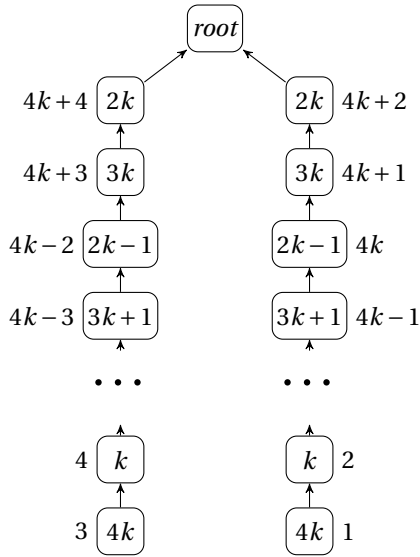 root
4k+4 2k 2k 4k+2
4k+3 3k 3k 4k+1
4k−2 2k−1 2k−1 4k
4k−3 3k+1 3k+1 4k−1
• • • • • •
4 k k 2
3 4k 4k 1